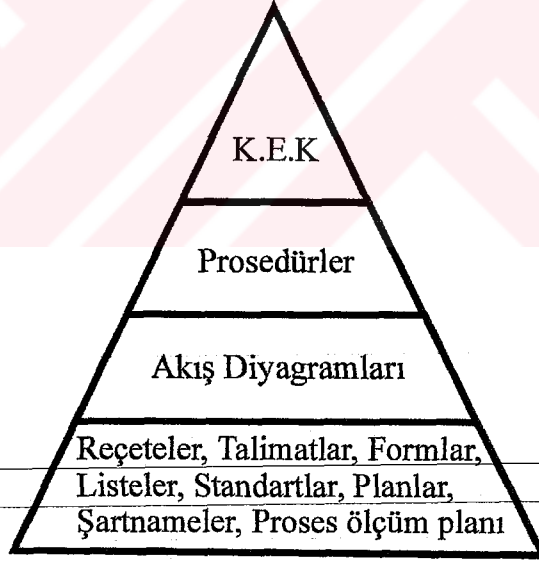 K.E.K
Prosedürler
Akış Diyagramları
Reçeteler, Talimatlar, Formlar,
Listeler, Standartlar, Planlar,
Şartnameler, Proses ölçüm planı